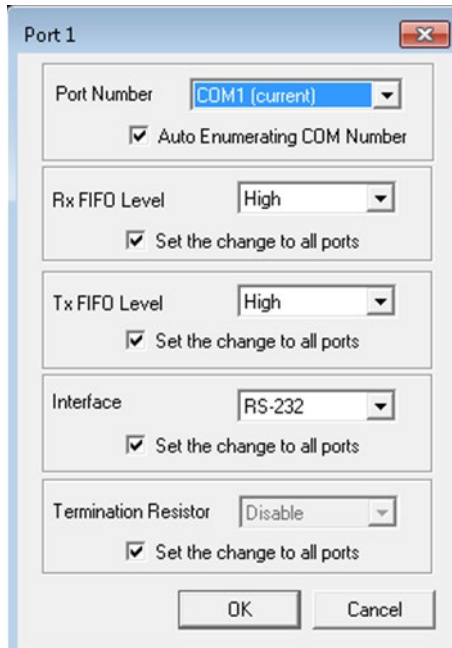 Port 1
Port Number COM1 (current)
Auto Enumerating COM Number
Rx FIFO Level High
Set the change to all ports
Tx FIFO Level High
Set the change to all ports
Interface RS-232
Set the change to all ports
Termination Resistor Disable
Set the change to all ports
OK Cancel